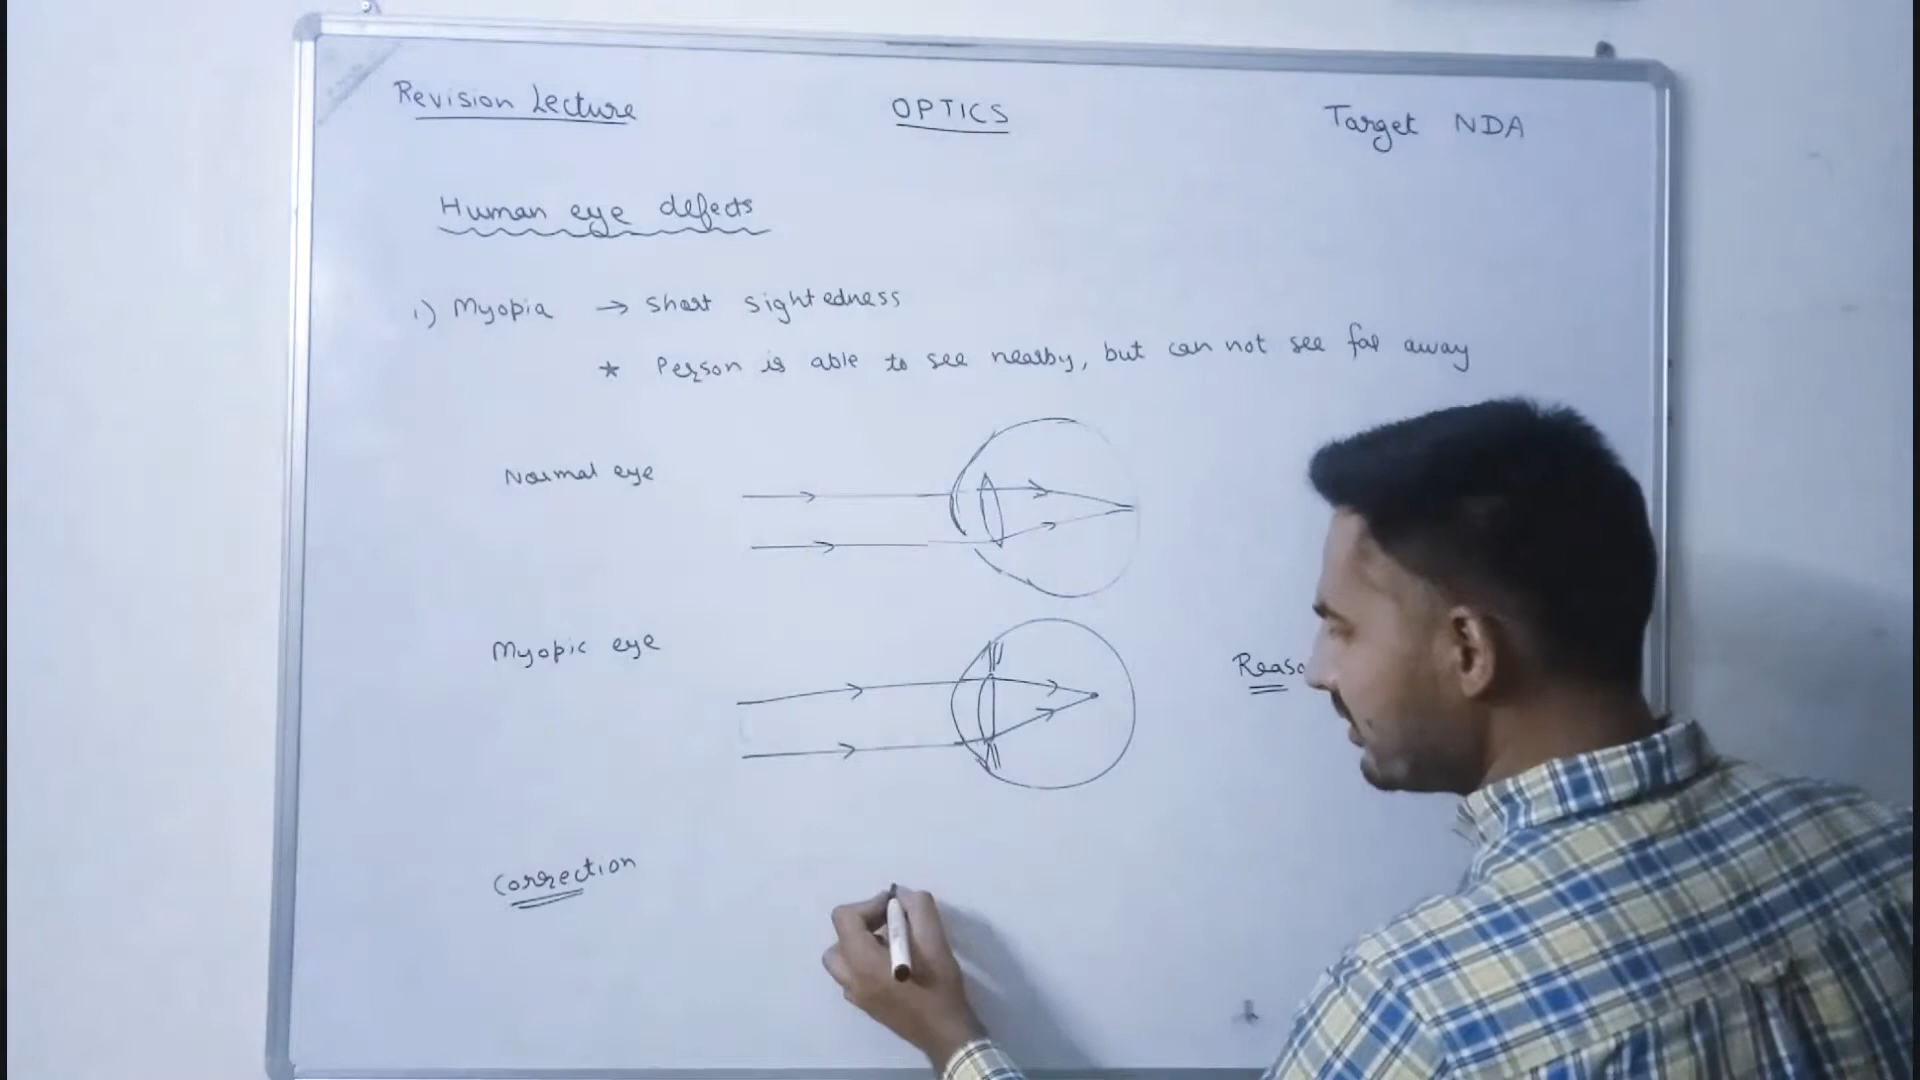 Revision Lecture
OPTICS
Target NDA
Human eye defects
1) Myopia → short sightedness
* Person is able to see nearby, but can not see far away
Normal eye
Myopic eye
Correction